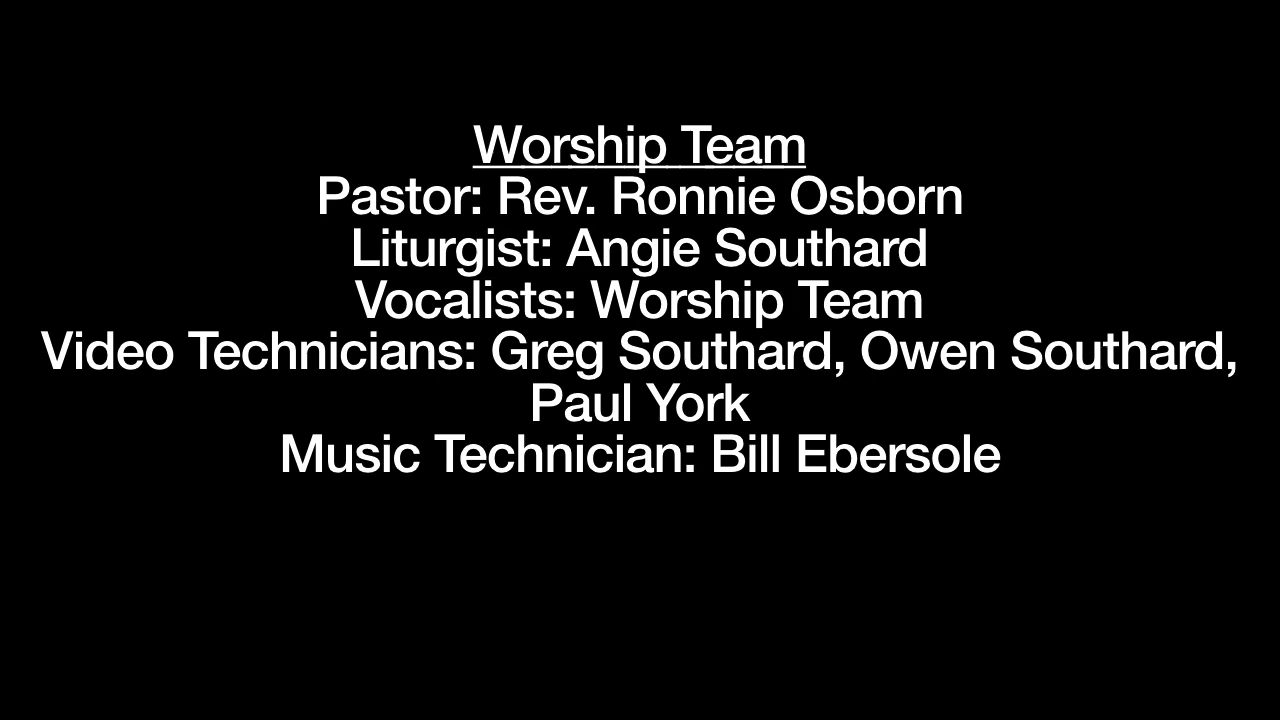 Worship Team
Pastor: Rev. Ronnie Osborn
Liturgist: Angie Southard
Vocalists: Worship Team
Video Technicians: Greg Southard, Owen Southard,
Paul York
Music Technician: Bill Ebersole